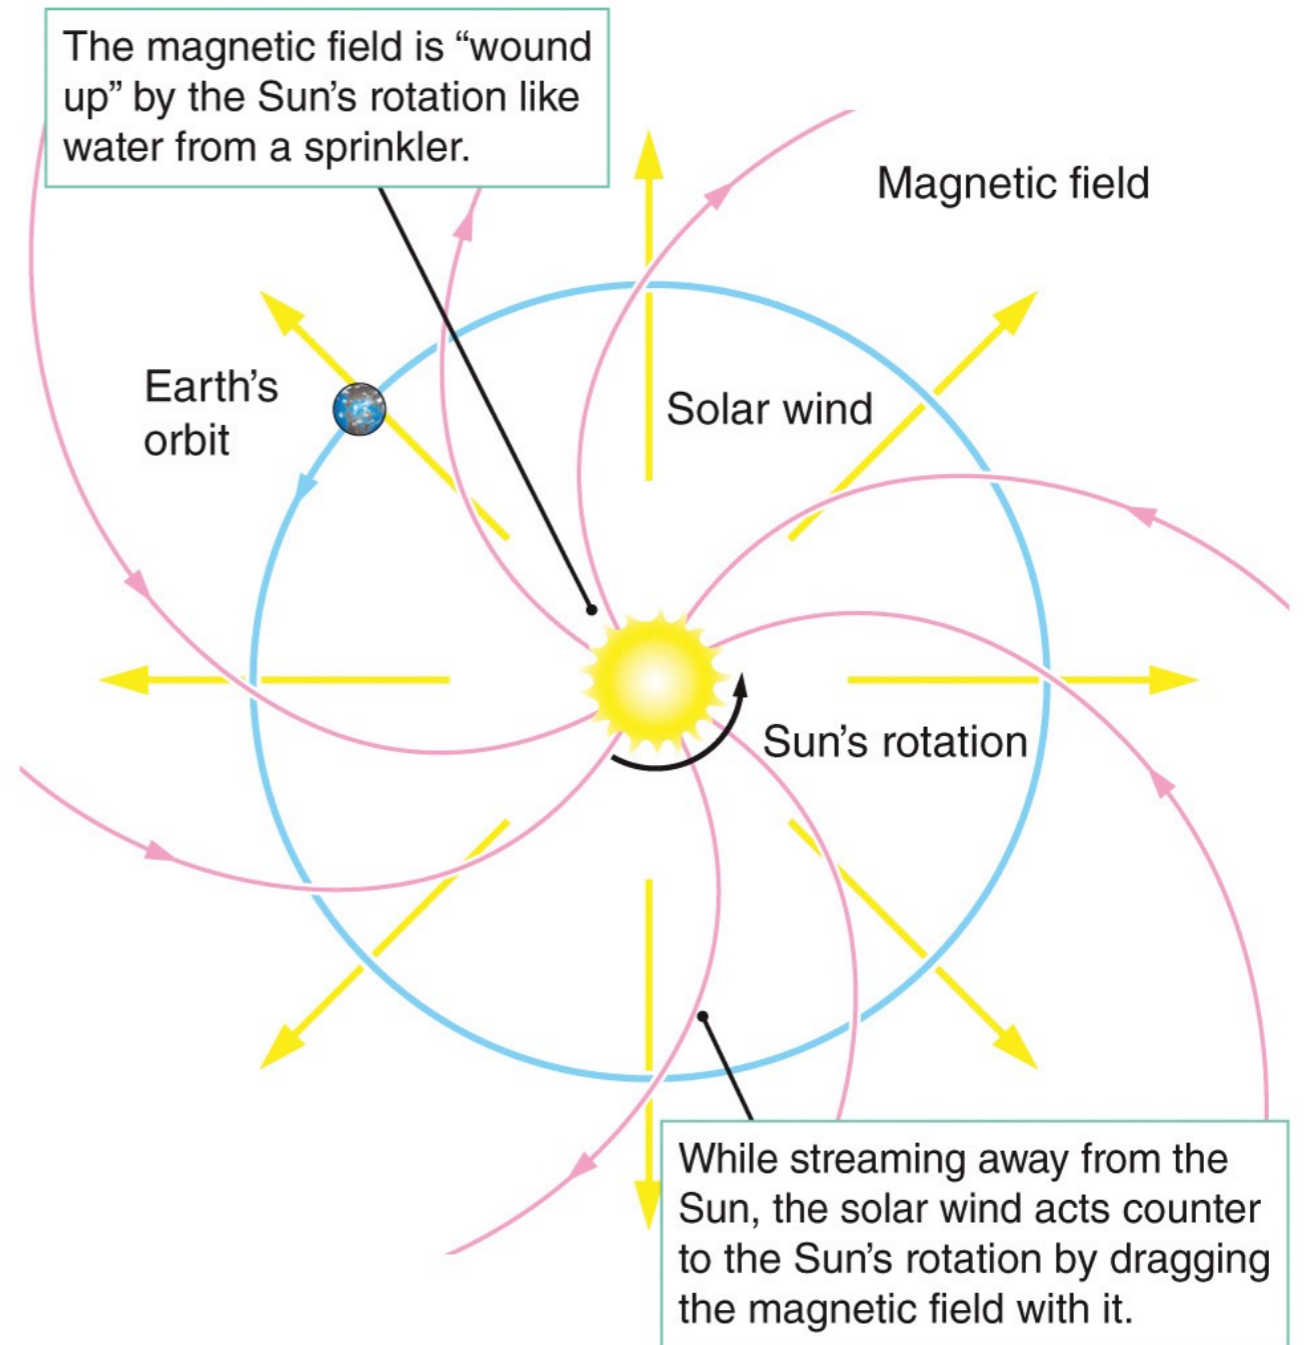 The magnetic field is “wound
up” by the Sun’s rotation like
water from a sprinkler.
Magnetic field
Earth’s
orbit
Solar wind
Sun’s rotation
While streaming away from the
Sun, the solar wind acts counter
to the Sun’s rotation by dragging
the magnetic field with it.